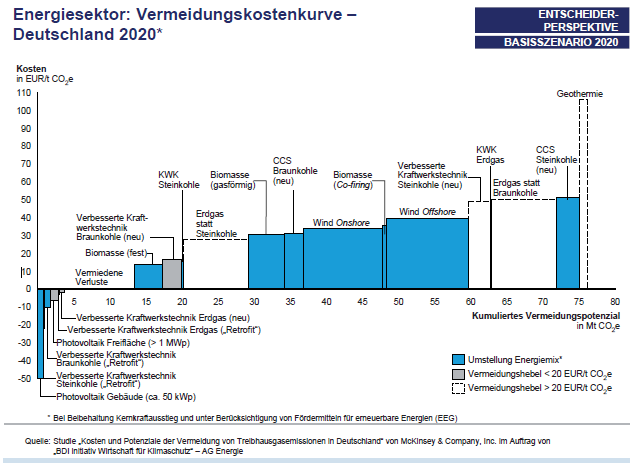 Energiesektor: Vermeidungskostenkurve –
Deutschland 2020*
ENTSCHEIDER-
PERSPEKTIVE
BASISSZENARIO 2020
Kosten
in EUR/t CO2e
110
100
90
80
70
60
50
40
30
20
10
0
-10
-20
-30
-40
-50
0
5
10
15
20
25
30
35
40
45
50
55
60
65
70
75
80
Geothermie
KWK
Steinkohle
Biomasse
(gasförmig)
CCS
Braunkohle
(neu)
Biomasse
(Co-firing)
Verbesserte
Kraftwerkstechnik
Steinkohle (neu)
KWK
Erdgas
CCS
Steinkohle
(neu)
Erdgas statt
Braunkohle
Verbesserte Kraft-
werkstechnik
Braunkohle (neu)
Erdgas
statt
Steinkohle
Wind Onshore
Wind Offshore
Biomasse (fest)
Vermiedene
Verluste
Kumuliertes Vermeidungspotenzial
in Mt CO2e
Verbesserte Kraftwerkstechnik Erdgas (neu)
Verbesserte Kraftwerkstechnik Erdgas („Retrofit“)
Photovoltaik Freifläche (> 1 MWp)
Verbesserte Kraftwerkstechnik
Braunkohle („Retrofit“)
Verbesserte Kraftwerkstechnik
Steinkohle („Retrofit“)
Photovoltaik Gebäude (ca. 50 kWp)
Umstellung Energiemix*
Vermeidungshebel < 20 EUR/t CO2e
Vermeidungshebel > 20 EUR/t CO2e
* Bei Beibehaltung Kernkraftausstieg und unter Berücksichtigung von Fördermitteln für erneuerbare Energien (EEG)
Quelle: Studie „Kosten und Potenziale der Vermeidung von Treibhausgasemissionen in Deutschland“ von McKinsey & Company, Inc. im Auftrag von
„BDI initiativ Wirtschaft für Klimaschutz“ – AG Energie